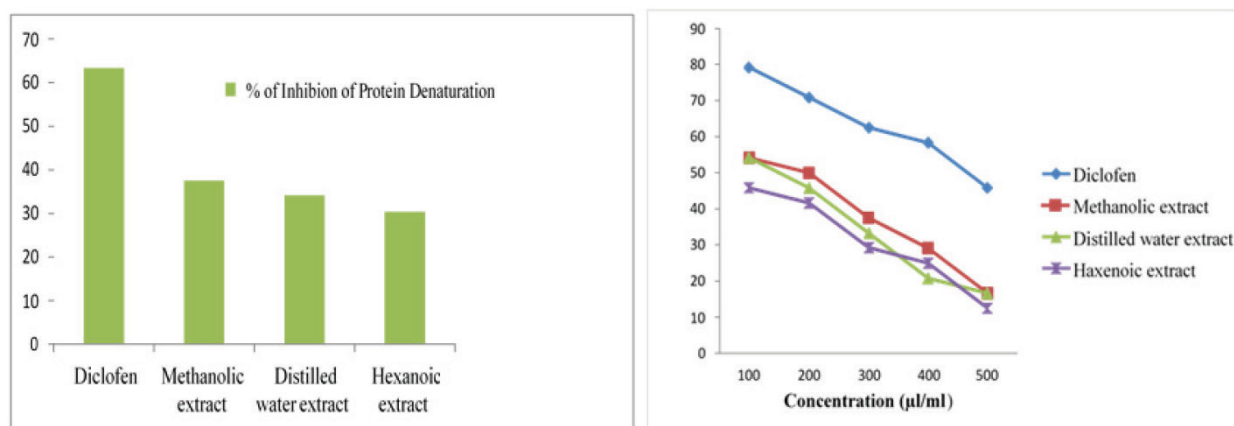 70
60
50
40
30
20
10
0
% of Inhibion of Protein Denaturation
Diclofen
Methanolic
extract
Distilled
water extract
Hexanoic
extract
90
80
70
60
50
40
30
20
10
0
100 200 300 400 500
Concentration (µl/ml)
Diclofen
Methanolic extract
Distilled water extract
Haxenoic extract